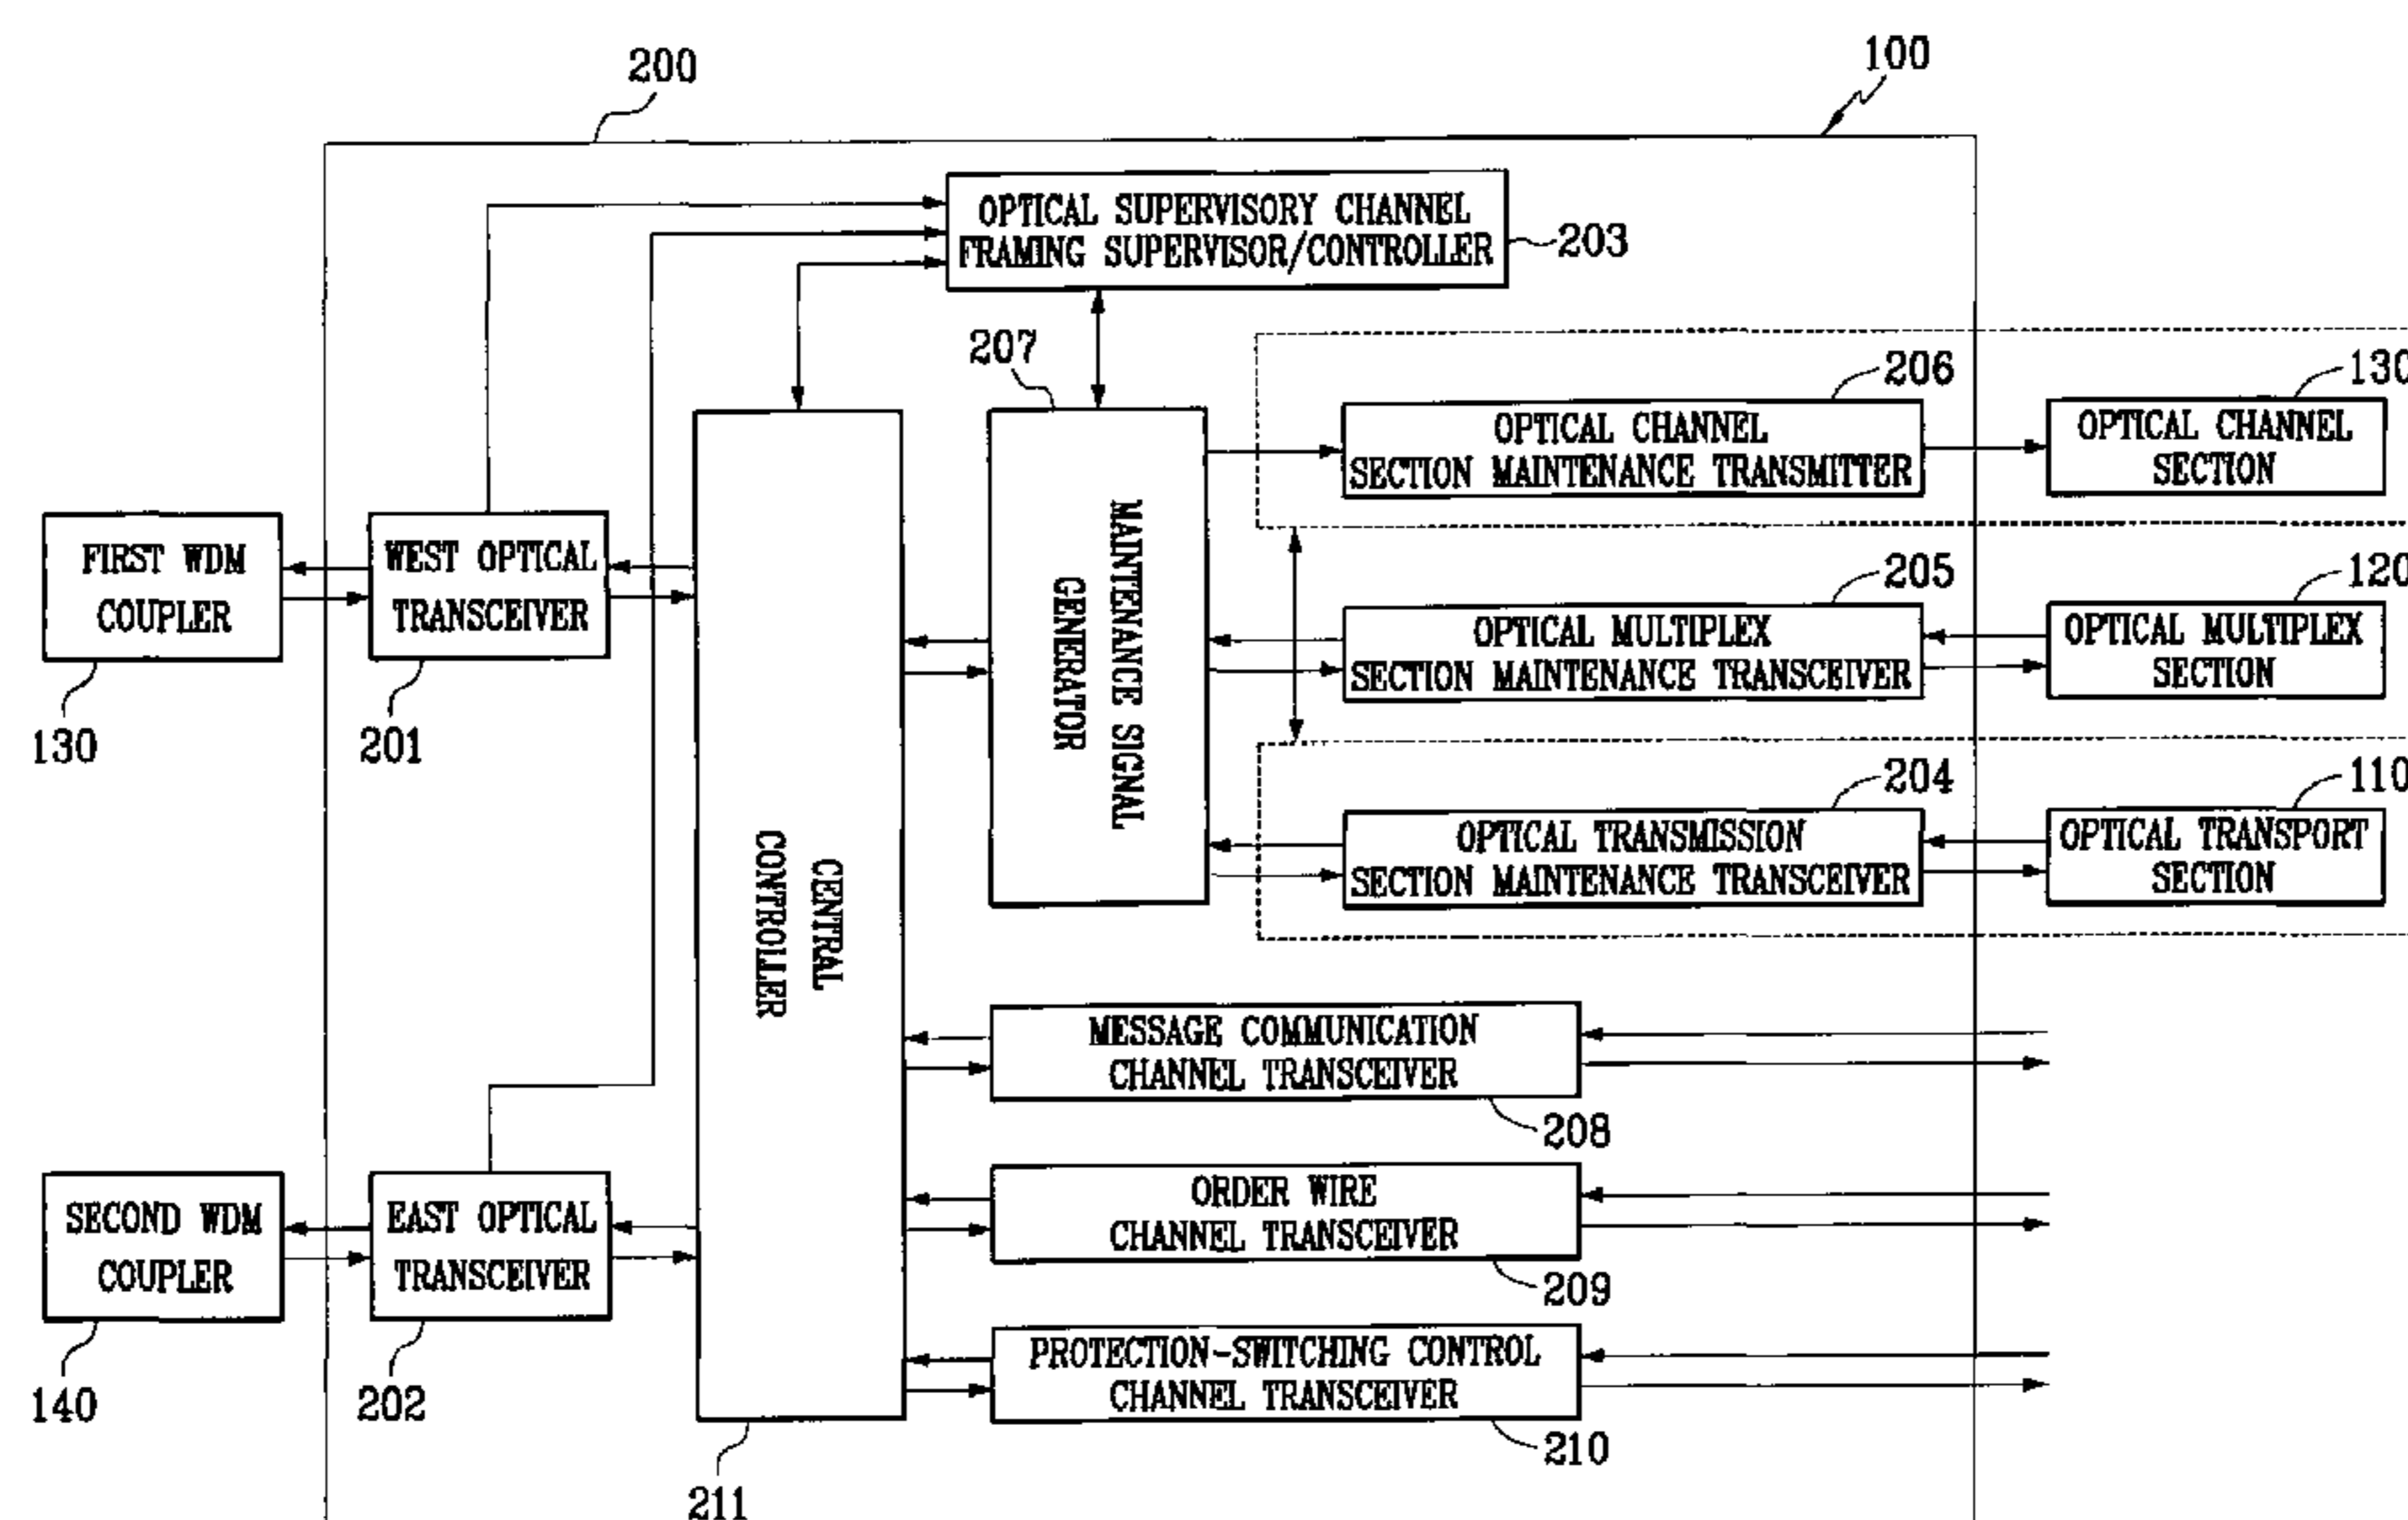 200
100
OPTICAL SUPERVISORY CHANNEL
FRAMING SUPERVISOR/CONTROLLER
203
207
206
130
OPTICAL CHANNEL
SECTION MAINTENANCE TRANSMITTER
OPTICAL CHANNEL
SECTION
FIRST WDM
COUPLER
130
WEST OPTICAL
TRANSCEIVER
201
MAINTENANCE SIGNAL
GENERATOR
205
120
OPTICAL MULTIPLEX
SECTION MAINTENANCE TRANSCEIVER
OPTICAL MULTIPLEX
SECTION
204
110
OPTICAL TRANSMISSION
SECTION MAINTENANCE TRANSCEIVER
OPTICAL TRANSPORT
SECTION
CENTRAL
CONTROLLER
MESSAGE COMMUNICATION
CHANNEL TRANSCEIVER
208
SECOND WDM
COUPLER
140
EAST OPTICAL
TRANSCEIVER
202
ORDER WIRE
CHANNEL TRANSCEIVER
209
PROTECTION-SWITCHING CONTROL
CHANNEL TRANSCEIVER
210
211